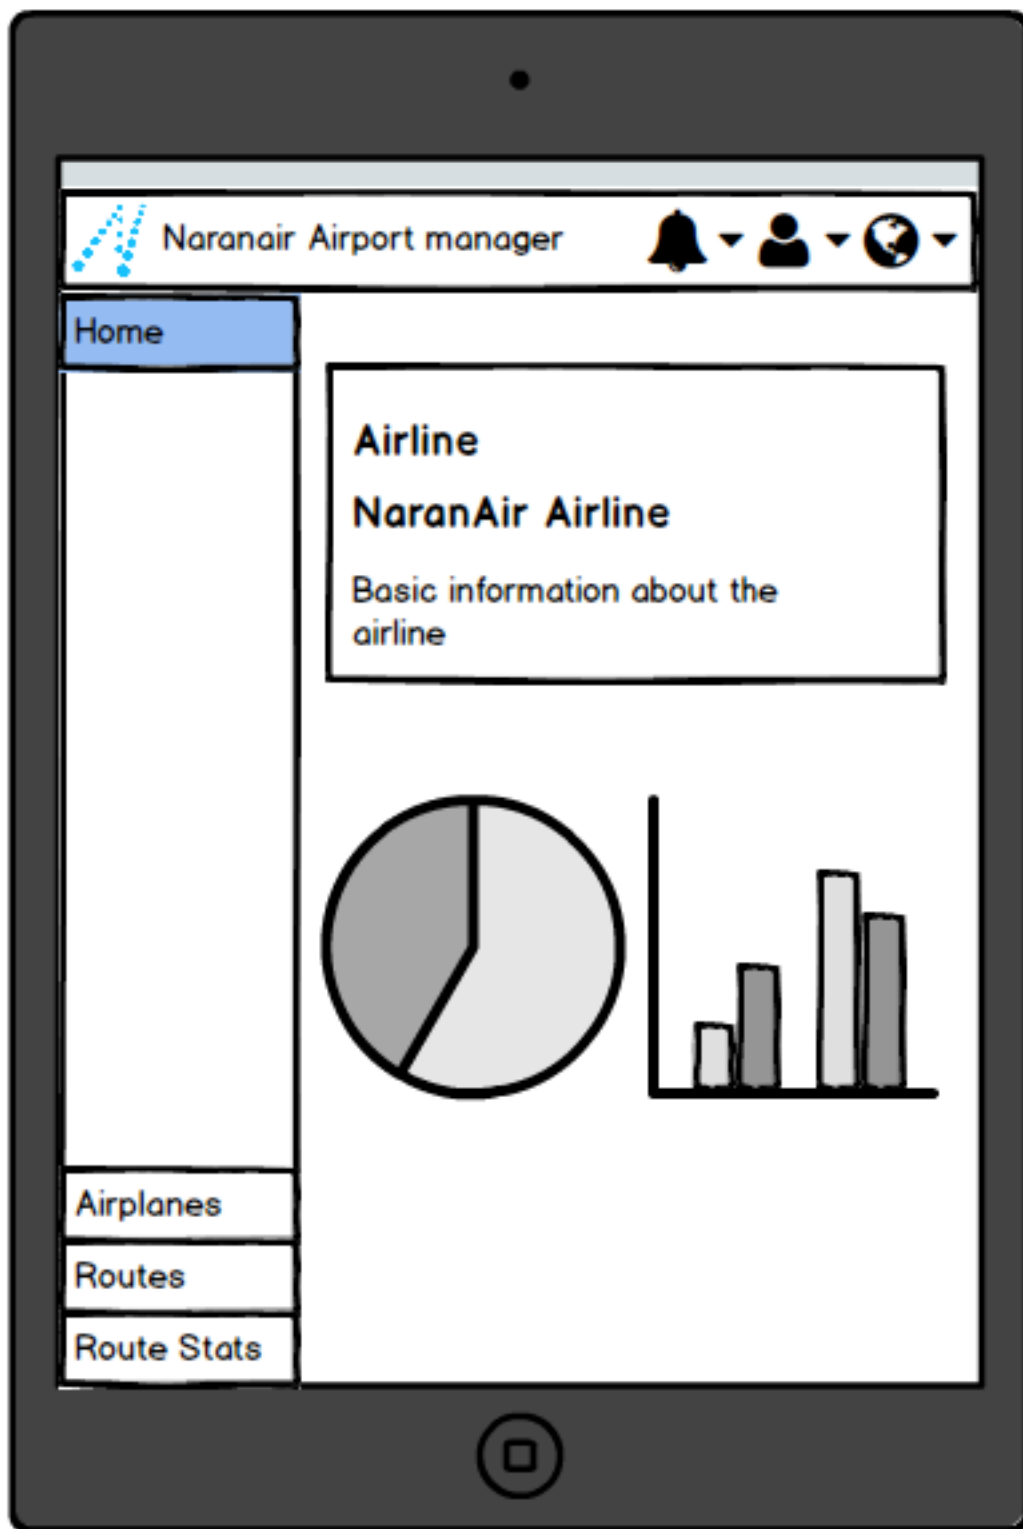 Naranair Airport manager
Home
Airline
NaranAir Airline
Basic information about the
airline
Airplanes
Routes
Route Stats